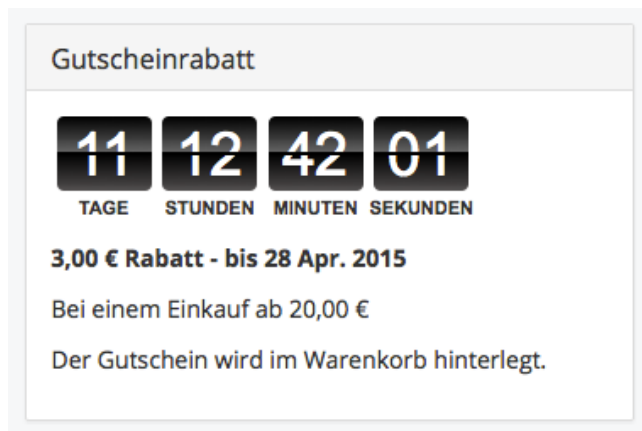 Gutscheinrabatt
11 12 42 01
TAGE STUNDEN MINUTEN SEKUNDEN
3,00 € Rabatt - bis 28 Apr. 2015
Bei einem Einkauf ab 20,00 €
Der Gutschein wird im Warenkorb hinterlegt.